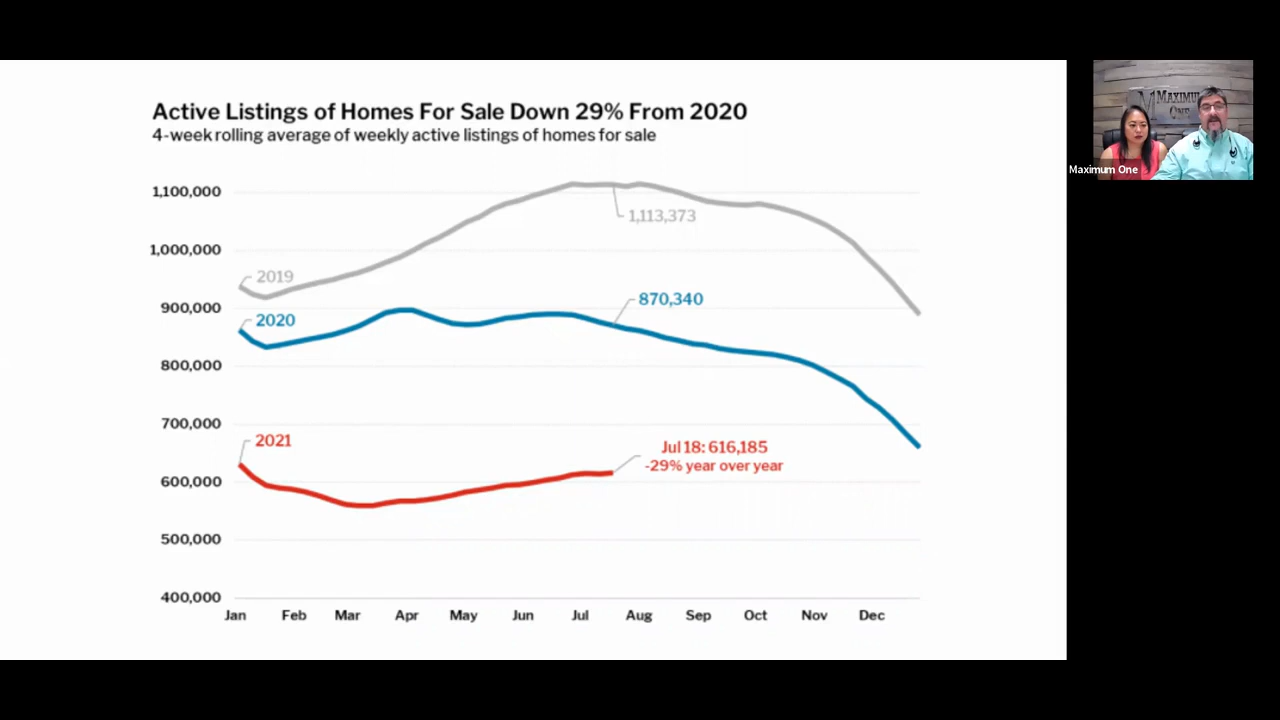 Active Listings of Homes For Sale Down 29% From 2020
4-week rolling average of weekly active listings of homes for sale
1,100,000
1,000,000
900,000
800,000
700,000
600,000
500,000
400,000
2019
1,113,373
2020
870,340
2021
Jul 18: 616,185
-29% year over year
Jan Feb Mar Apr May Jun Jul Aug Sep Oct Nov Dec
One
Maximum One